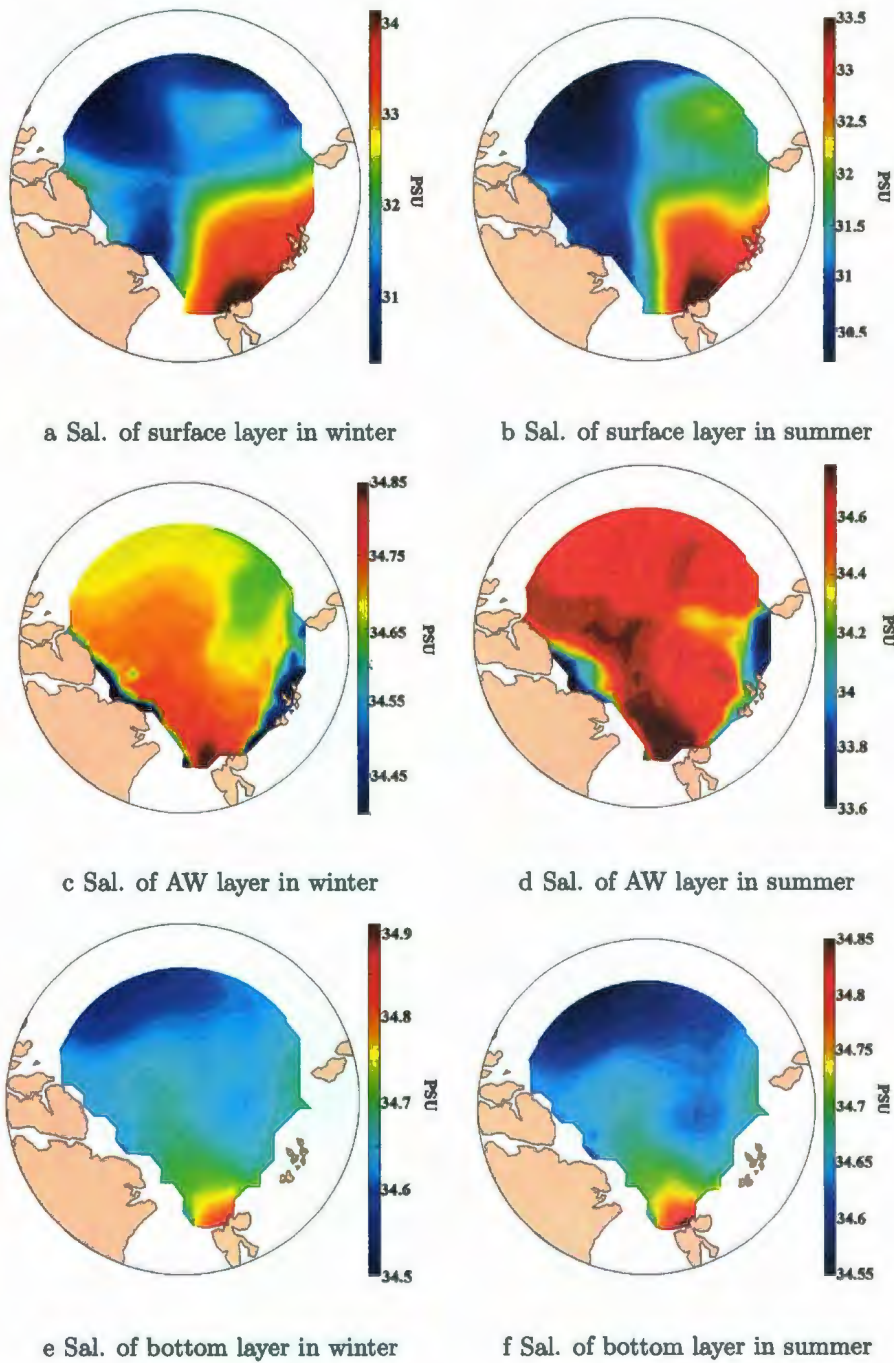 34
33
32
31
PSU
33.5
33
32.5
32
31.5
31
30.5
PSU
a Sal. of surface layer in winter
b Sal. of surface layer in summer
34.85
34.75
34.65
34.55
34.45
PSU
34.6
34.4
34.2
34
33.8
33.6
PSU
c Sal. of AW layer in winter
d Sal. of AW layer in summer
34.9
34.8
34.7
34.6
34.5
PSU
34.85
34.8
34.75
34.7
34.65
34.6
34.55
PSU
e Sal. of bottom layer in winter
f Sal. of bottom layer in summer